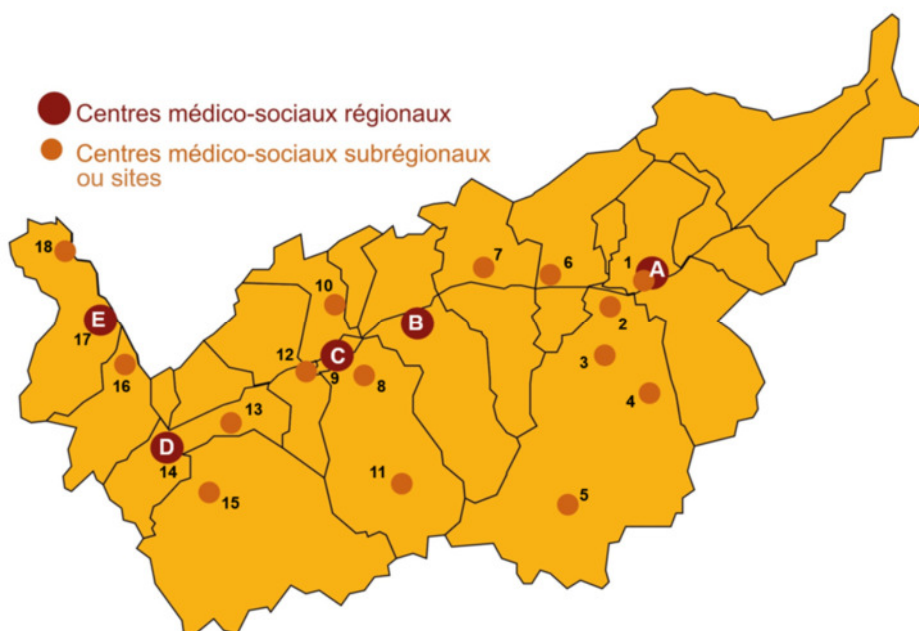 Centres médico-sociaux régionaux
Centres médico-sociaux subrégionaux
ou sites
18
7
6
1
A
10
E
B
2
17
12
C
3
16
9
8
4
13
D
14
11
15
5